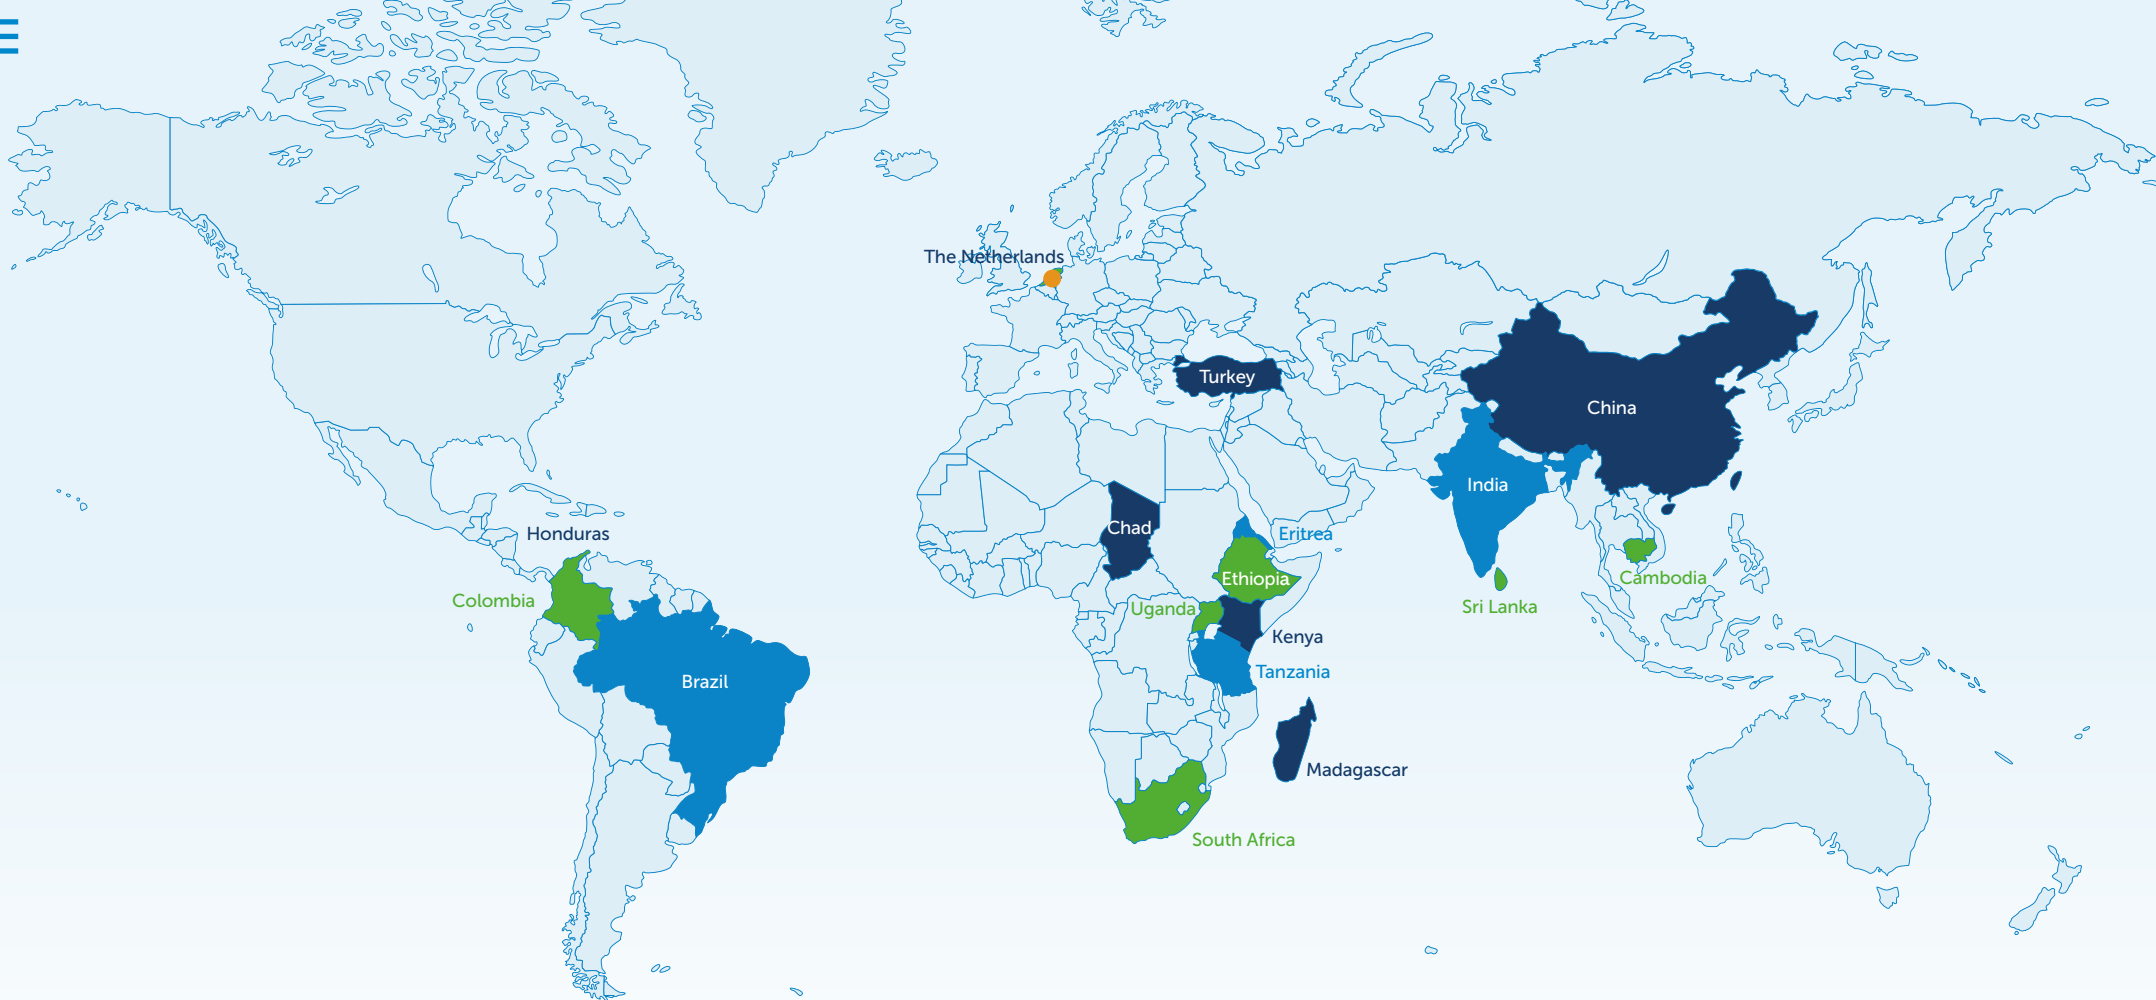 The Netherlands
Turkey
China
India
Honduras
Chad
Eritrea
Ethiopia
Cambodia
Colombia
Uganda
Sri Lanka
Kenya
Tanzania
Brazil
Madagascar
South Africa